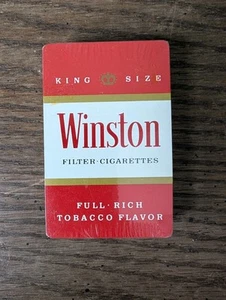 KING SIZE
Winston
FILTER·CIGARETTES
FULL·RICH
TOBACCO FLAVOR